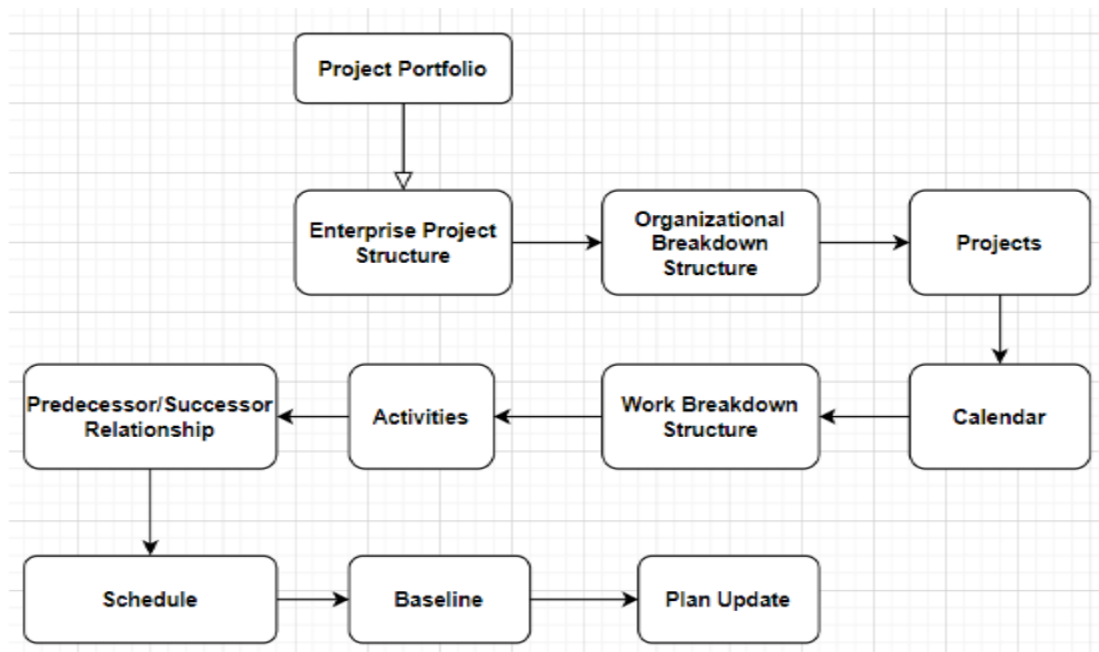 Project Portfolio
Enterprise Project
Structure
Organizational
Breakdown
Structure
Projects
Predecessor/Successor
Relationship
Activities
Work Breakdown
Structure
Calendar
Schedule
Baseline
Plan Update